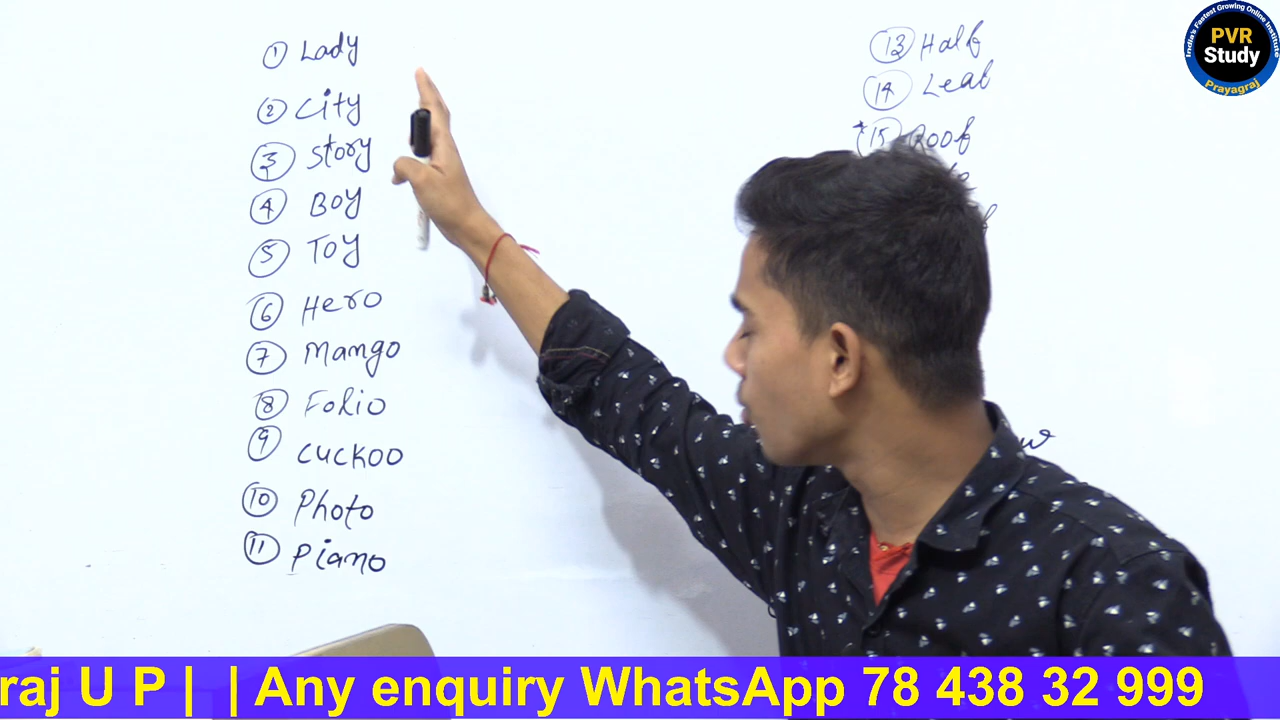 ① Lady
② City
③ Story
④ Boy
⑤ Toy
⑥ Hero
⑦ Mango
⑧ Folio
⑨ Cuckoo
⑩ Photo
⑪ Piano
⑬ Half
⑭ Leaf
*⑮ Roof
India's Fastest Growing Online Institute
PVR
Study
Prayagraj
raj U P | | Any enquiry WhatsApp 78 438 32 999